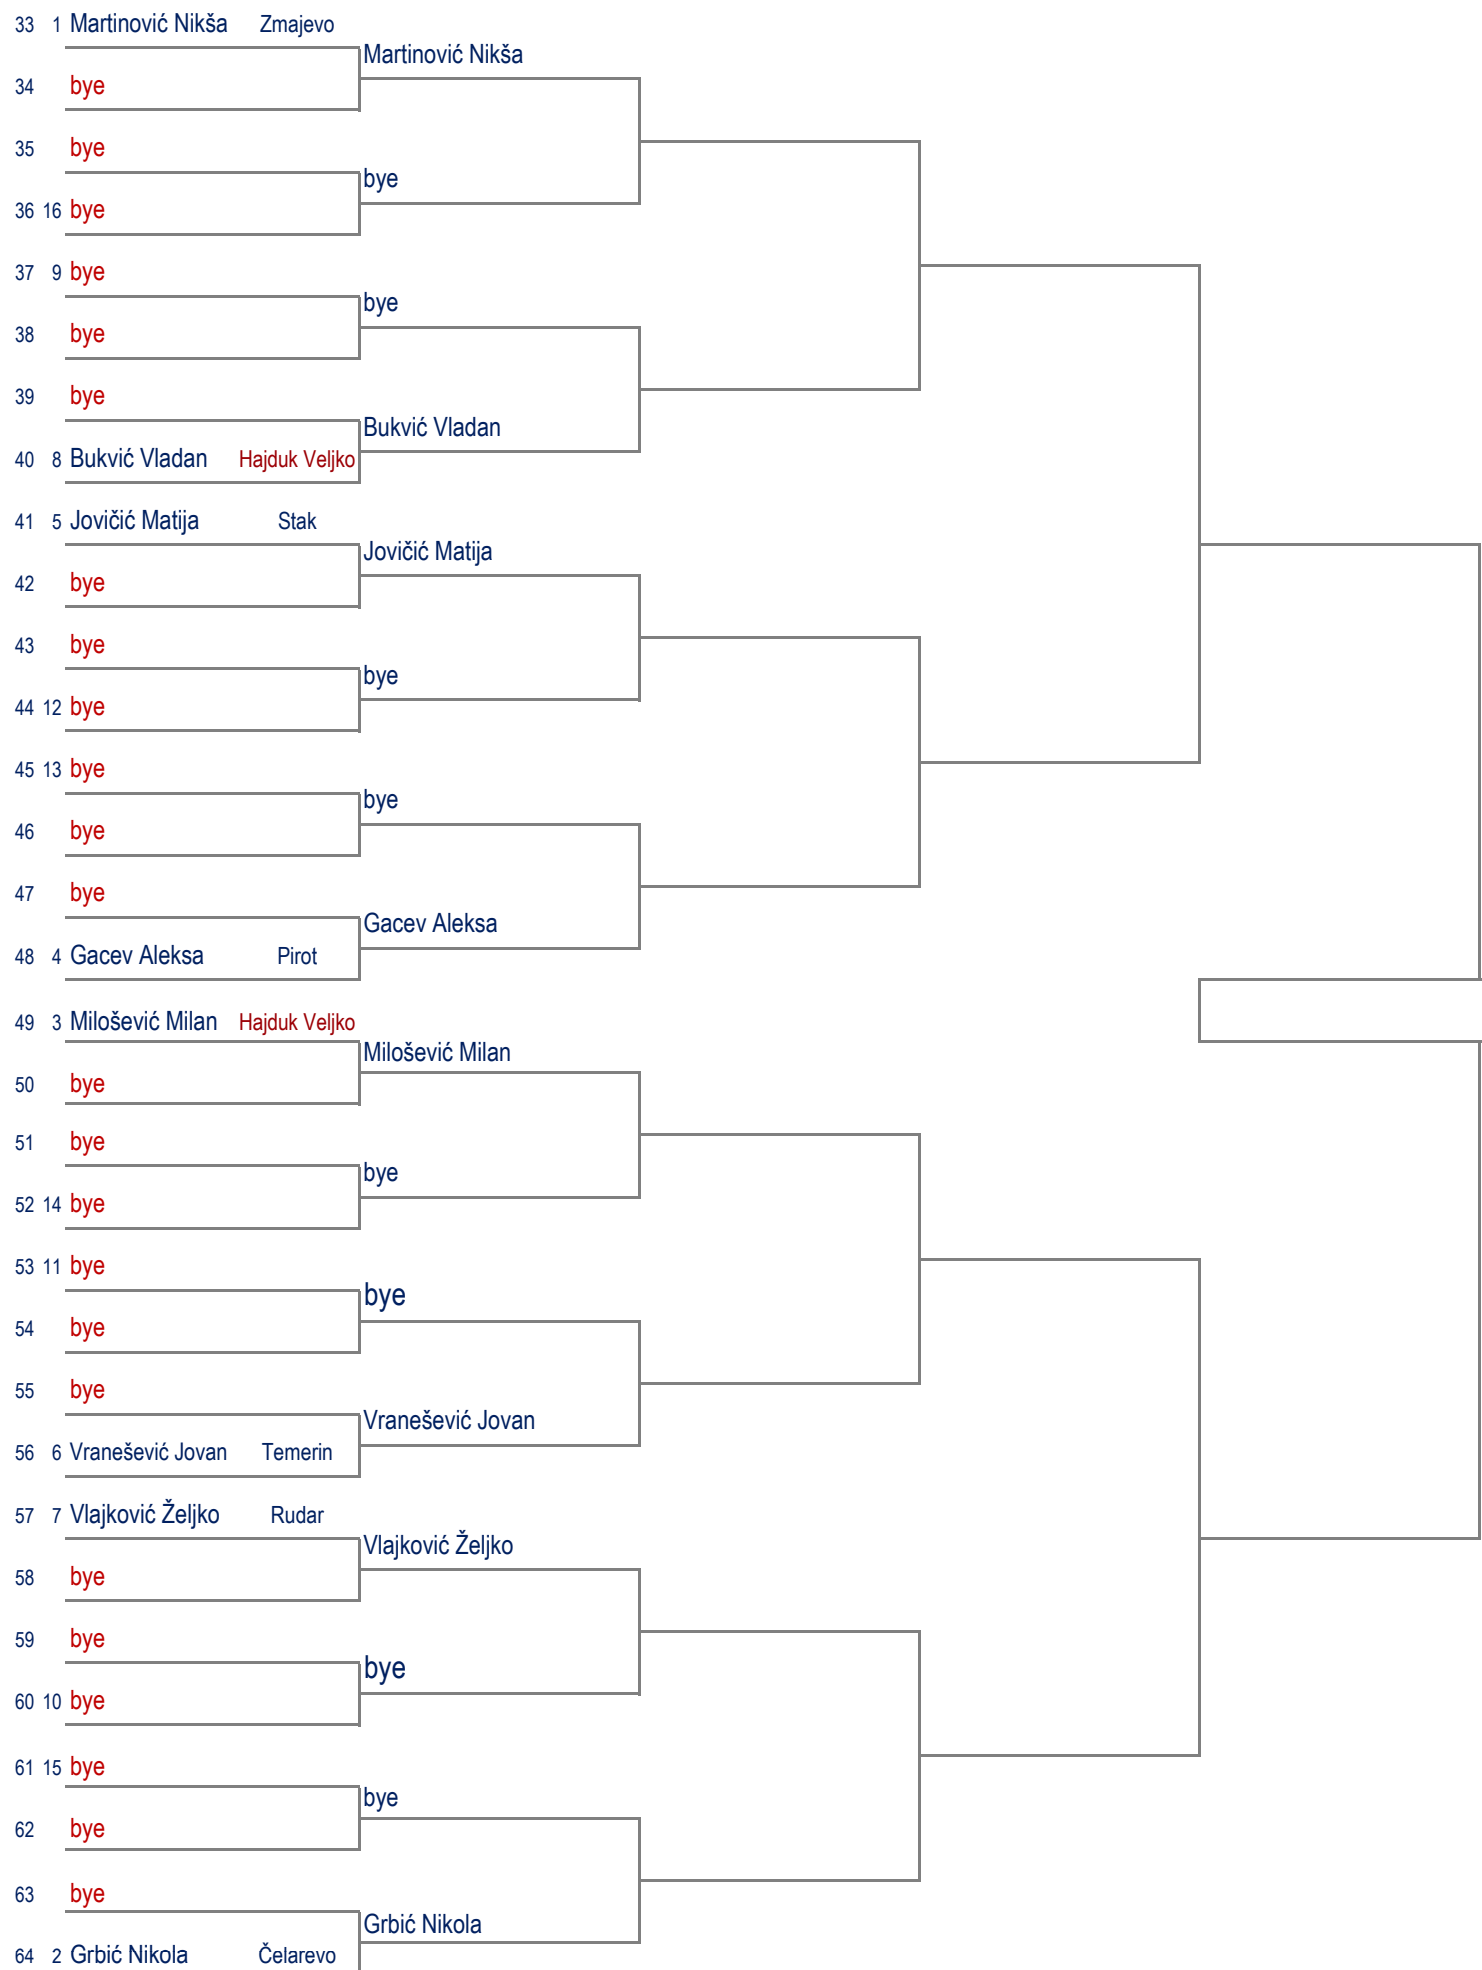 33 1 Martinović Nikša Zmajevo
Martinović Nikša
34 bye
35 bye
bye
36 16 bye
37 9 bye
bye
38 bye
39 bye
Bukvić Vladan
40 8 Bukvić Vladan Hajduk Veljko
41 5 Jovičić Matija Stak
Jovičić Matija
42 bye
43 bye
bye
44 12 bye
45 13 bye
bye
46 bye
47 bye
Gacev Aleksa
48 4 Gacev Aleksa Pirot
49 3 Milošević Milan Hajduk Veljko
Milošević Milan
50 bye
51 bye
bye
52 14 bye
53 11 bye
bye
54 bye
55 bye
Vranešević Jovan
56 6 Vranešević Jovan Temerin
57 7 Vlajković Željko Rudar
Vlajković Željko
58 bye
59 bye
bye
60 10 bye
61 15 bye
bye
62 bye
63 bye
Grbić Nikola
64 2 Grbić Nikola Čelarevo